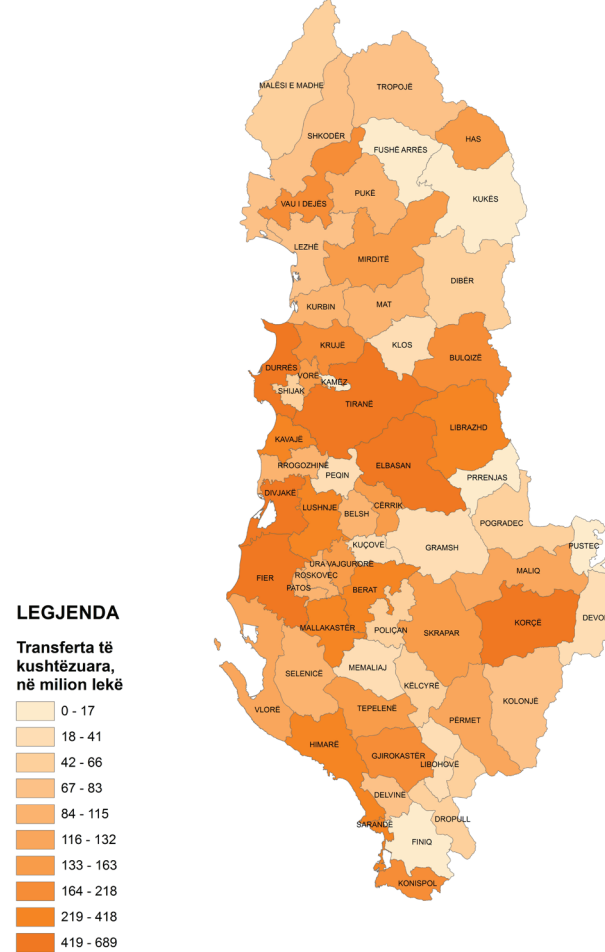 MALËSI E MADHE
TROPOJË
SHKODËR
HAS
FUSHË ARRËS
PUKË
KUKËS
VAU I DEJËS
LEZHË
MIRDITË
DIBËR
KURBIN
MAT
KRUJË
KLOS
BULQIZË
DURRËS
VORË
KAMËZ
SHIJAK
TIRANË
LIBRAZHD
KAVAJË
RROGOZHINË
ELBASAN
PEQIN
PRRENJAS
DIVJAKË
LUSHNJE
CËRRIK
BELSH
POGRADEC
KUÇOVË
GRAMSH
PUSTEC
URA VAJGURORË
MALIQ
FIER
ROSKOVEC
PATOS
BERAT
DEVOL
MALLAKASTËR
POLIÇAN
SKRAPAR
KORÇË
MEMALIAJ
SELENICË
KËLCYRË
KOLONJË
VLORË
TEPELENË
PËRMET
HIMARË
GJIROKASTËR
LIBOHOVË
DELVINË
SARANDË
DROPULL
FINIQ
KONISPOL
LEGJENDA
Transferta të
kushtëzuara,
në milion lekë
0 - 17
18 - 41
42 - 66
67 - 83
84 - 115
116 - 132
133 - 163
164 - 218
219 - 418
419 - 689